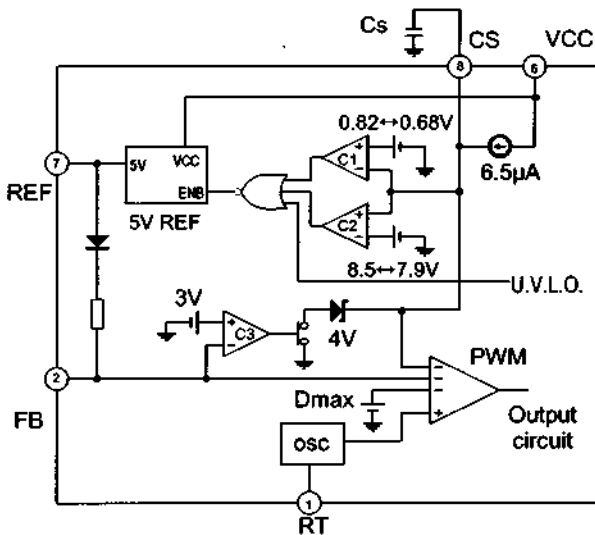 Cs
CS
VCC
8
6
0.82↔0.68V
7
5V
VCC
ENB
C1
+
−
6.5µA
REF
5V REF
C2
+
−
8.5↔7.9V
U.V.L.O.
3V
+
−
C3
4V
PWM
2
−
−
−
+
FB
Dmax
Output
circuit
OSC
1
RT